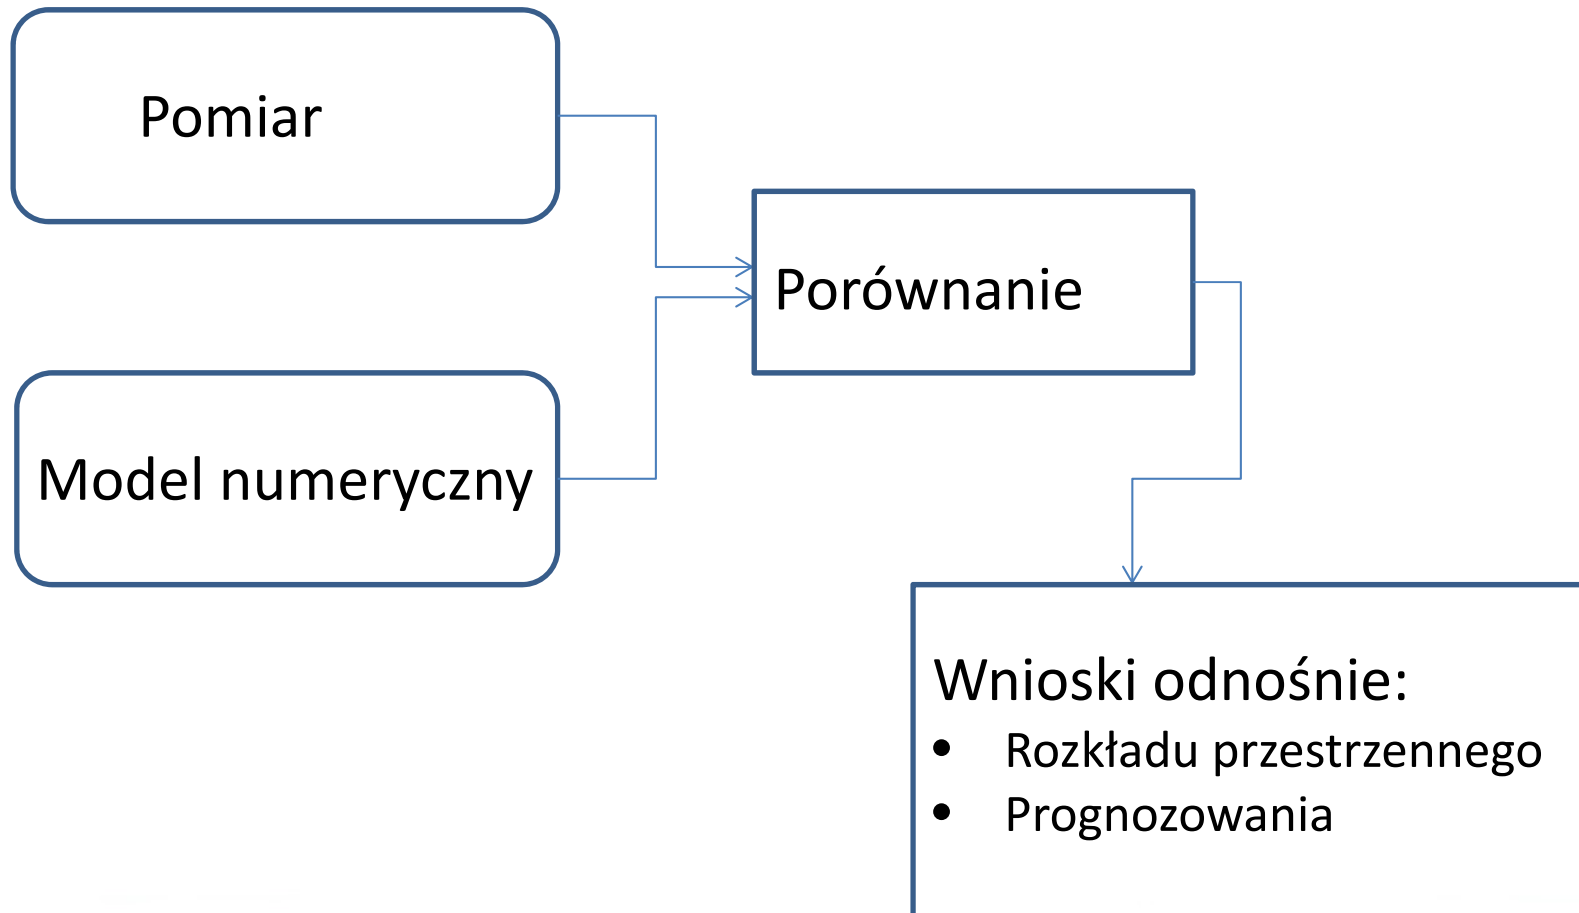 Pomiar
Porównanie
Model numeryczny
Wnioski odnośnie:
• Rozkładu przestrzennego
• Prognozowania